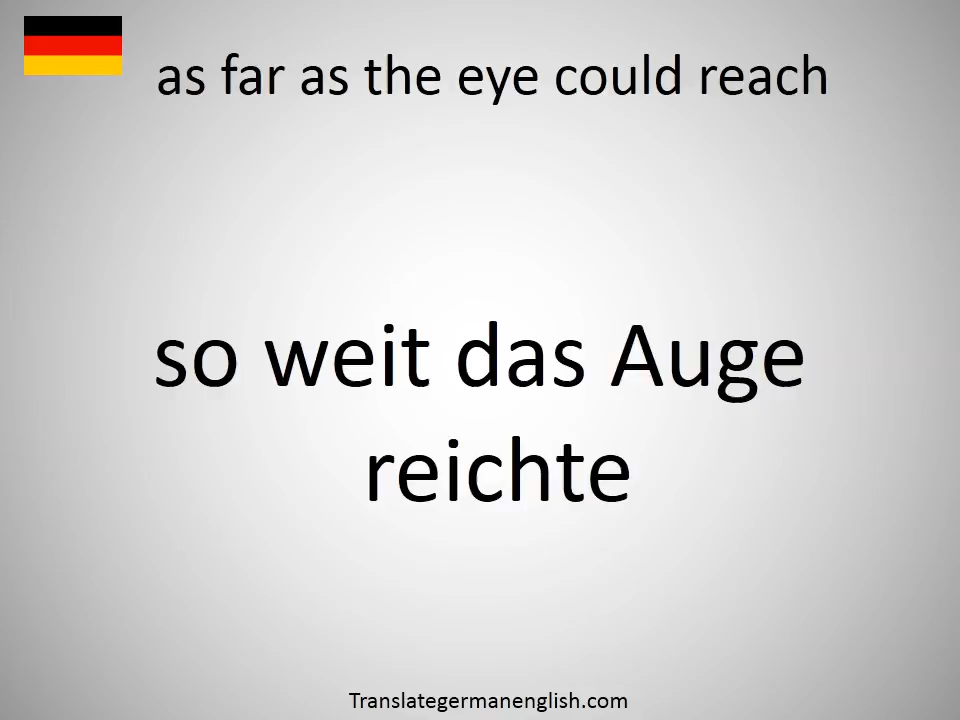 as far as the eye could reach
so weit das Auge
reichte
Translategermanenglish.com